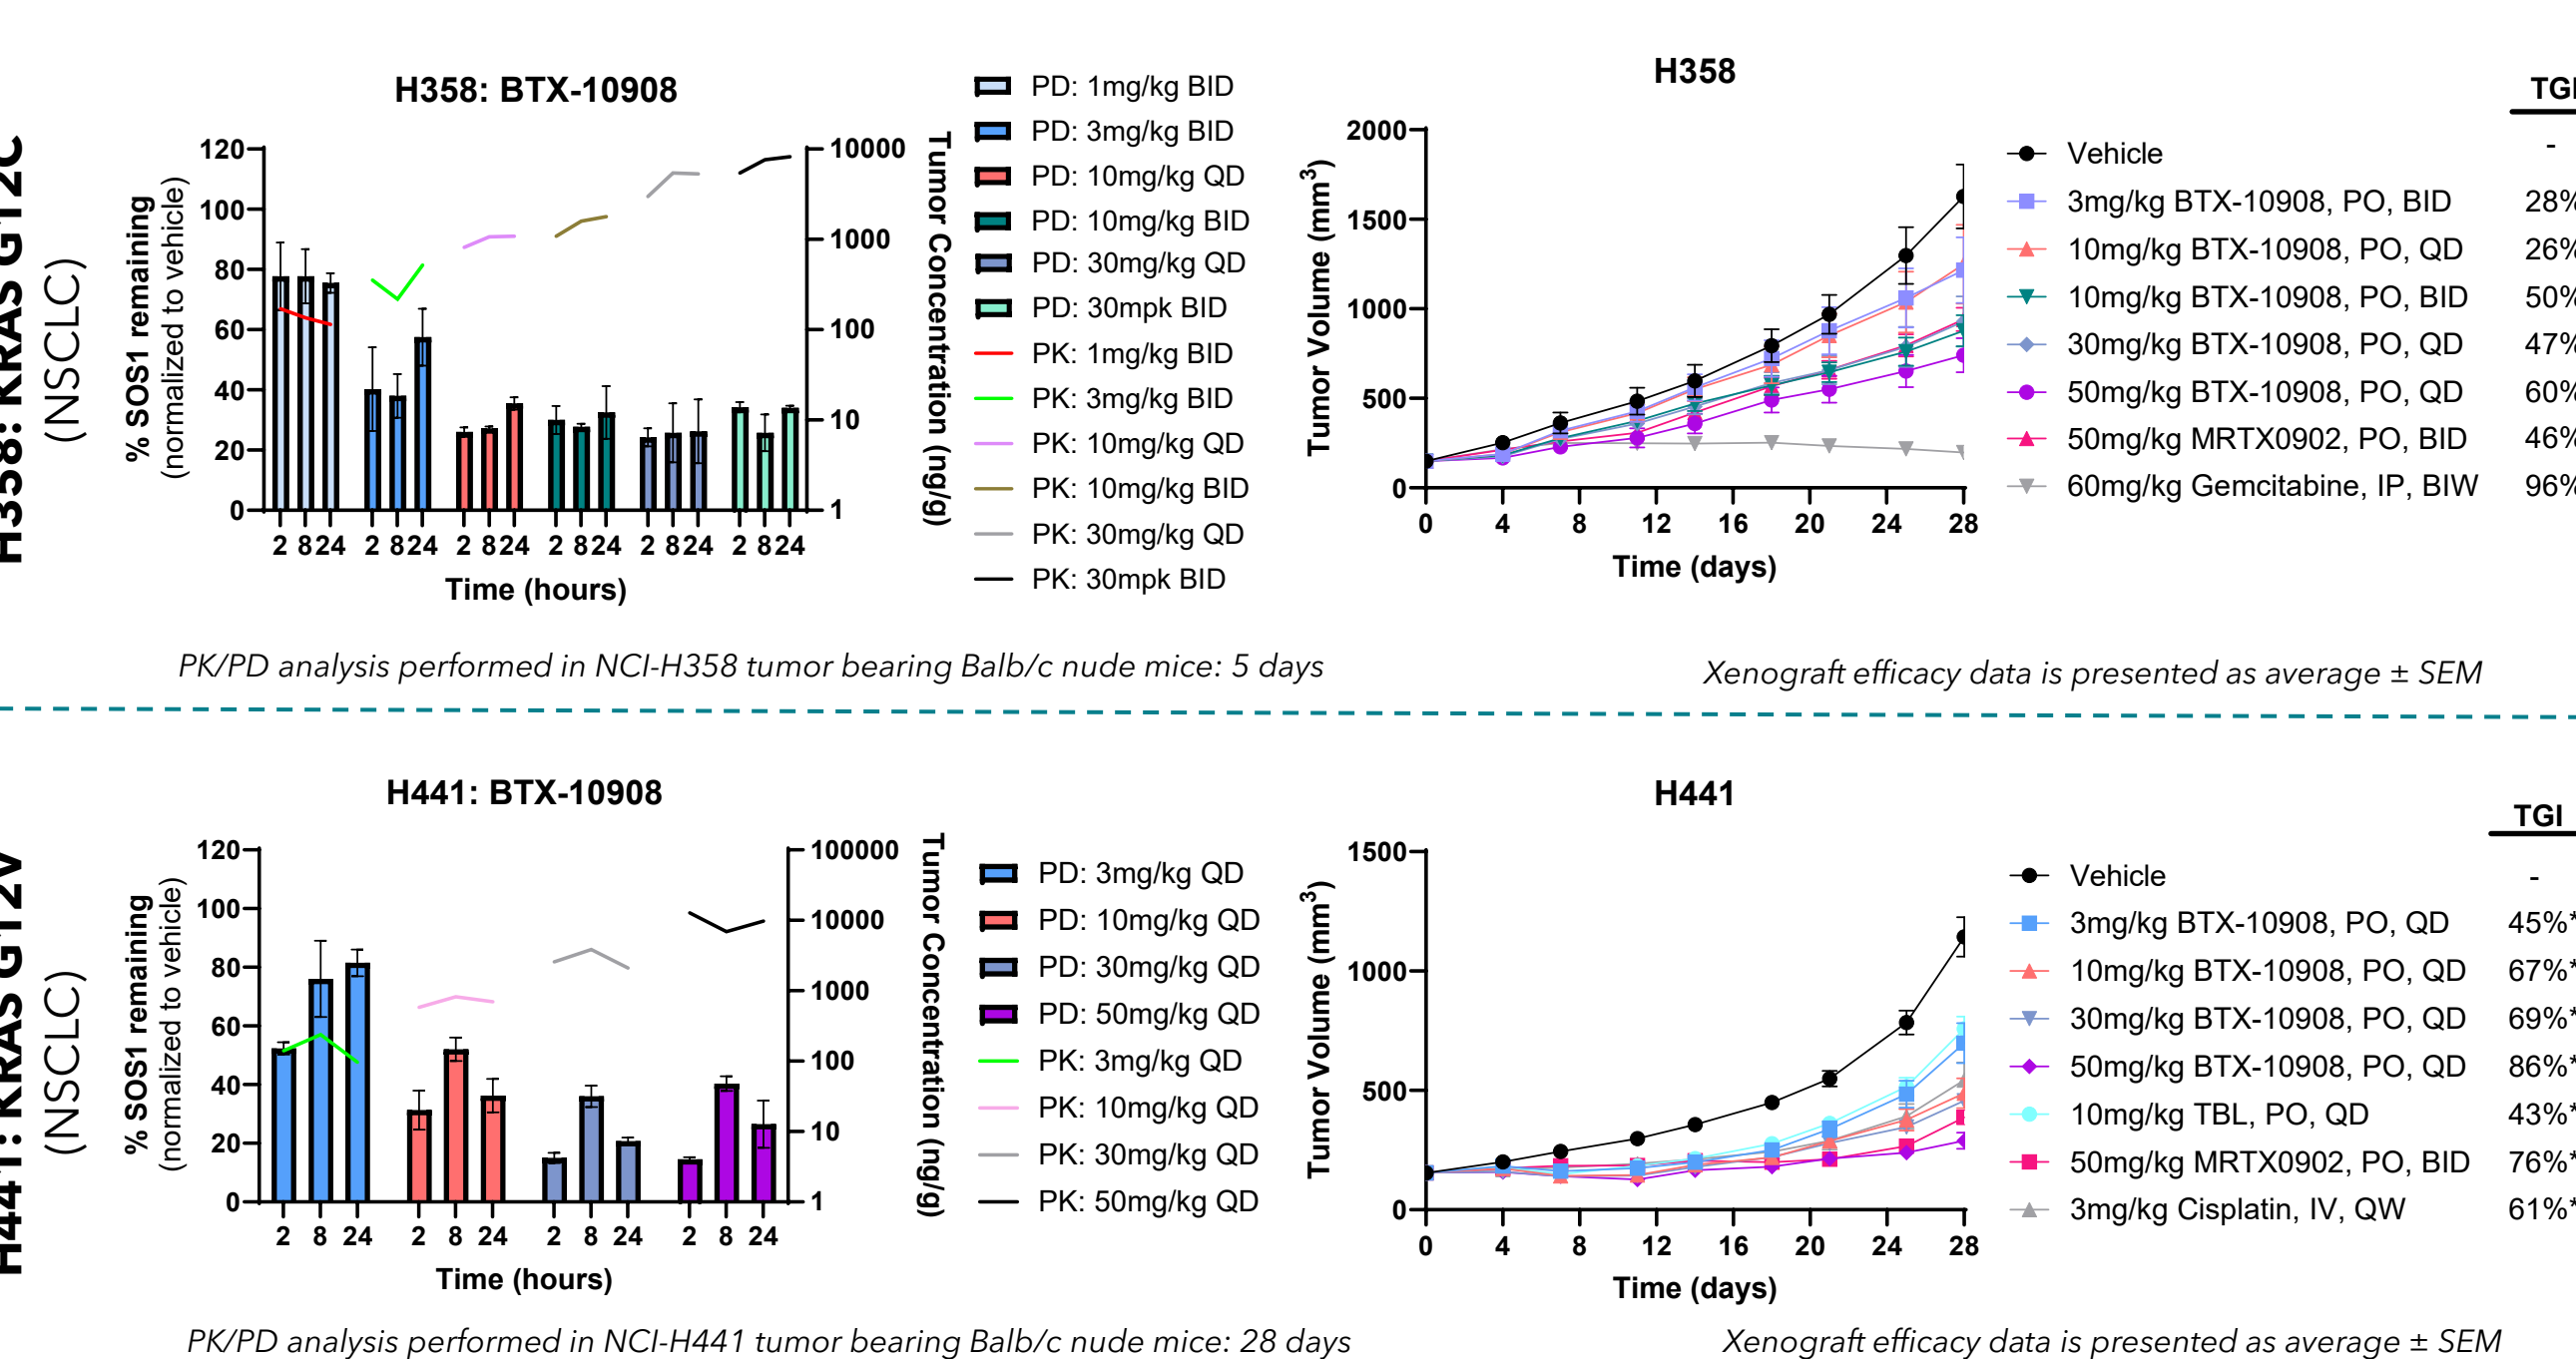 H358: KRAS G12C
(NSCLC)
H358: BTX-10908
% SOS1 remaining
(normalized to vehicle)
120
100
80
60
40
20
0
2 8 24 2 8 24 2 8 24 2 8 24 2 8 24 2 8 24
Time (hours)
10000
1000
100
10
1
Tumor Concentration (ng/g)
PD: 1mg/kg BID
PD: 3mg/kg BID
PD: 10mg/kg QD
PD: 10mg/kg BID
PD: 30mg/kg QD
PD: 30mpk BID
PK: 1mg/kg BID
PK: 3mg/kg BID
PK: 10mg/kg QD
PK: 10mg/kg BID
PK: 30mg/kg QD
PK: 30mpk BID
PK/PD analysis performed in NCI-H358 tumor bearing Balb/c nude mice: 5 days
H358
Tumor Volume (mm³)
2000
1500
1000
500
0
0 4 8 12 16 20 24 28
Time (days)
TGI
Vehicle -
3mg/kg BTX-10908, PO, BID 28%
10mg/kg BTX-10908, PO, QD 26%
10mg/kg BTX-10908, PO, BID 50%
30mg/kg BTX-10908, PO, QD 47%
50mg/kg BTX-10908, PO, QD 60%
50mg/kg MRTX0902, PO, BID 46%
60mg/kg Gemcitabine, IP, BIW 96%
Xenograft efficacy data is presented as average ± SEM
H441: KRAS G12V
(NSCLC)
H441: BTX-10908
% SOS1 remaining
(normalized to vehicle)
120
100
80
60
40
20
0
2 8 24 2 8 24 2 8 24 2 8 24
Time (hours)
100000
10000
1000
100
10
1
Tumor Concentration (ng/g)
PD: 3mg/kg QD
PD: 10mg/kg QD
PD: 30mg/kg QD
PD: 50mg/kg QD
PK: 3mg/kg QD
PK: 10mg/kg QD
PK: 30mg/kg QD
PK: 50mg/kg QD
PK/PD analysis performed in NCI-H441 tumor bearing Balb/c nude mice: 28 days
H441
Tumor Volume (mm³)
1500
1000
500
0
0 4 8 12 16 20 24 28
Time (days)
TGI
Vehicle -
3mg/kg BTX-10908, PO, QD 45%*
10mg/kg BTX-10908, PO, QD 67%*
30mg/kg BTX-10908, PO, QD 69%*
50mg/kg BTX-10908, PO, QD 86%*
10mg/kg TBL, PO, QD 43%*
50mg/kg MRTX0902, PO, BID 76%*
3mg/kg Cisplatin, IV, QW 61%*
Xenograft efficacy data is presented as average ± SEM